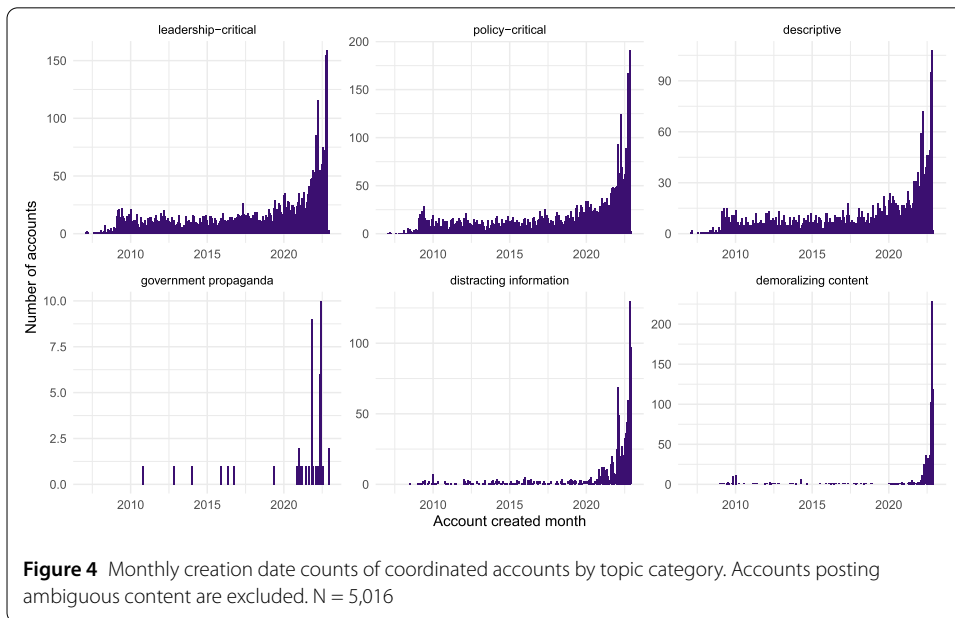 leadership−critical
policy−critical
descriptive
150
100
50
0
200
150
100
50
0
90
60
30
0
2010 2015 2020
2010 2015 2020
2010 2015 2020
government propaganda
distracting information
demoralizing content
10.0
7.5
5.0
2.5
0.0
100
50
0
200
150
100
50
0
2010 2015 2020
2010 2015 2020
2010 2015 2020
Number of accounts
Account created month
Figure 4 Monthly creation date counts of coordinated accounts by topic category. Accounts posting
ambiguous content are excluded. N = 5,016